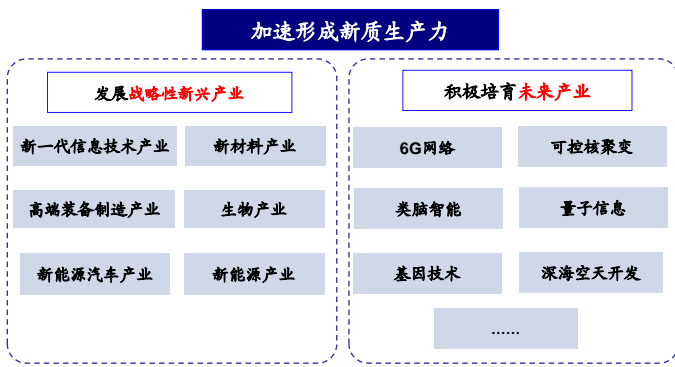 加速形成新质生产力
发展战略性新兴产业
新一代信息技术产业
新材料产业
高端装备制造产业
生物产业
新能源汽车产业
新能源产业
积极培育未来产业
6G网络
可控核聚变
类脑智能
量子信息
基因技术
深海空天开发
……